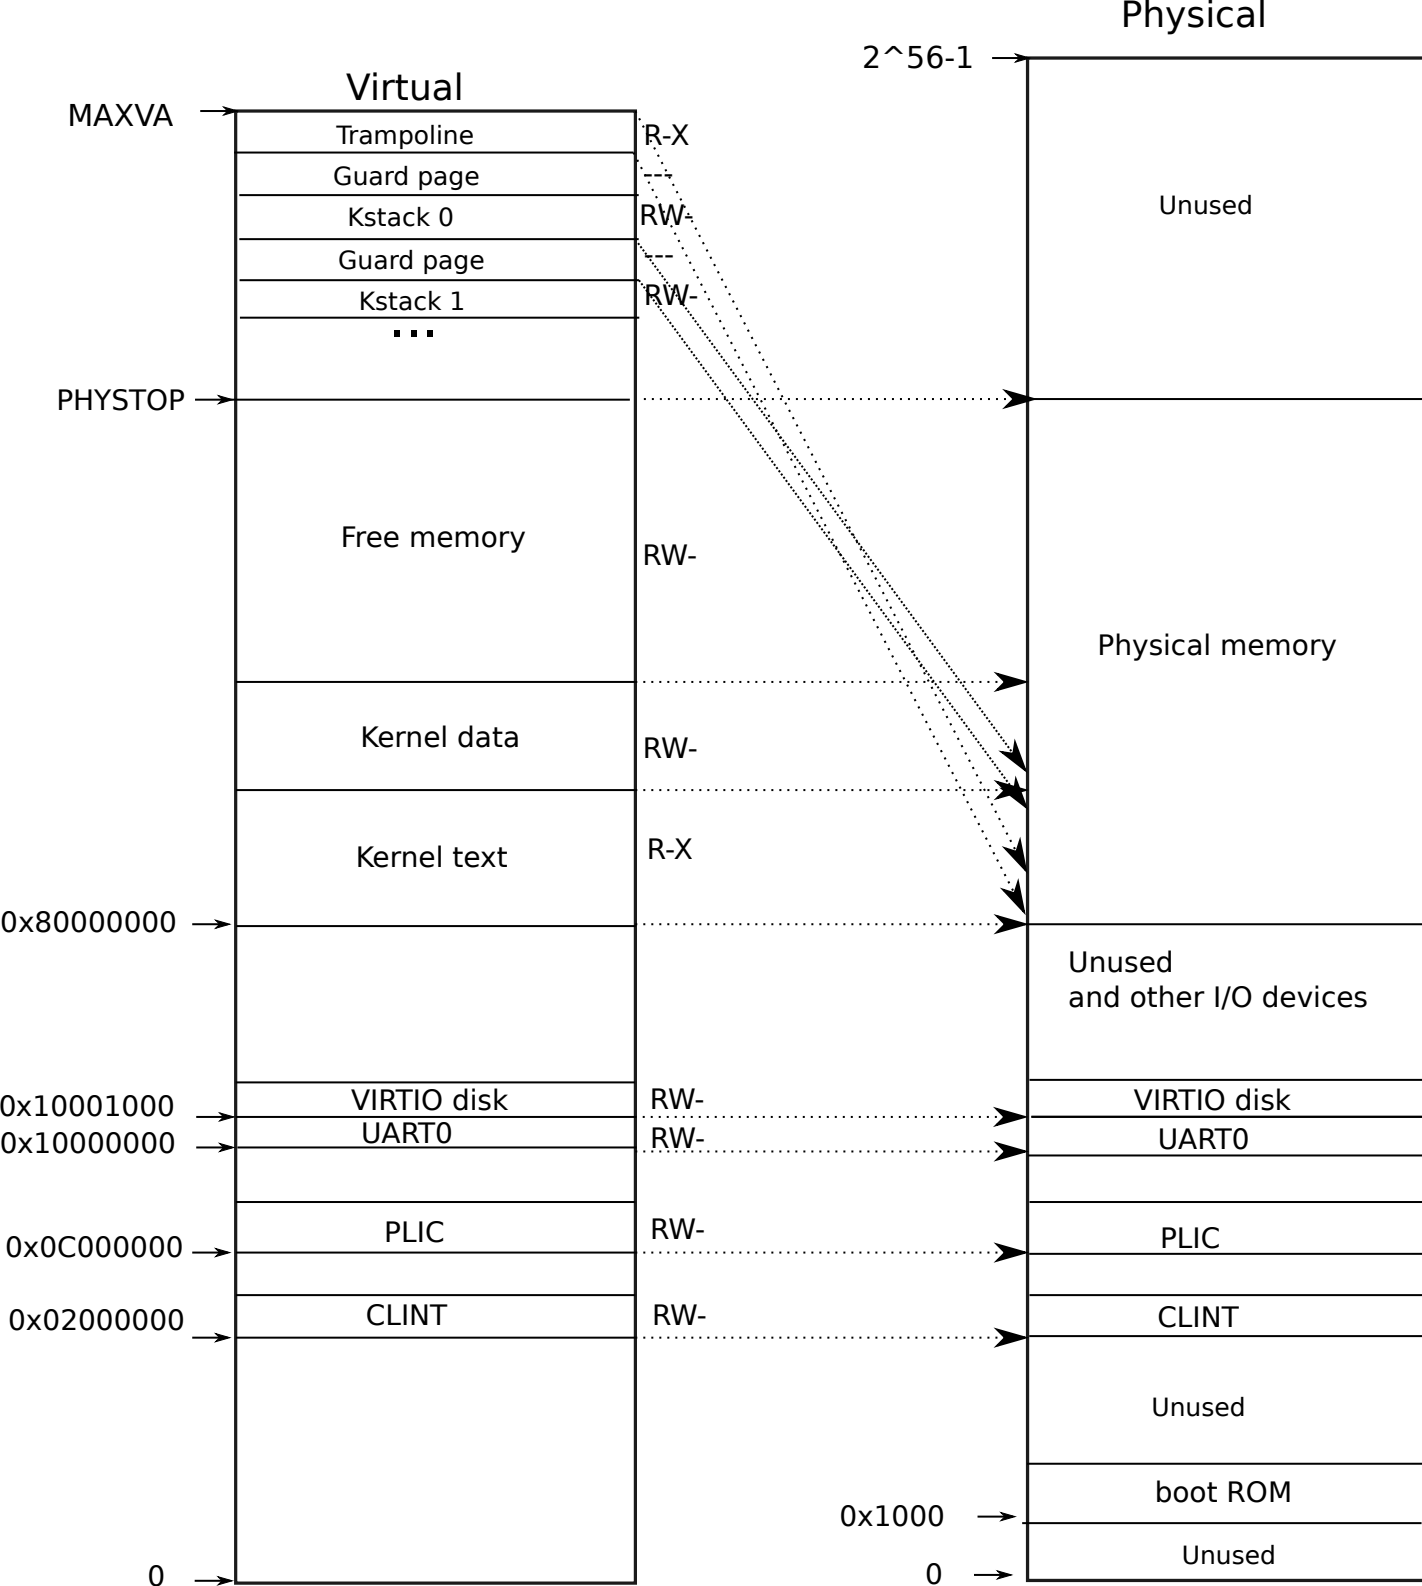 Physical
2^56-1
Virtual
MAXVA
Trampoline
R-X
Guard page
---
Unused
Kstack 0
RW-
Guard page
---
Kstack 1
RW-
...
PHYSTOP
Free memory
RW-
Physical memory
Kernel data
RW-
Kernel text
R-X
0x80000000
Unused
and other I/O devices
0x10001000
VIRTIO disk
RW-
VIRTIO disk
0x10000000
UART0
RW-
UART0
0x0C000000
PLIC
RW-
PLIC
0x02000000
CLINT
RW-
CLINT
Unused
boot ROM
0x1000
Unused
0
0